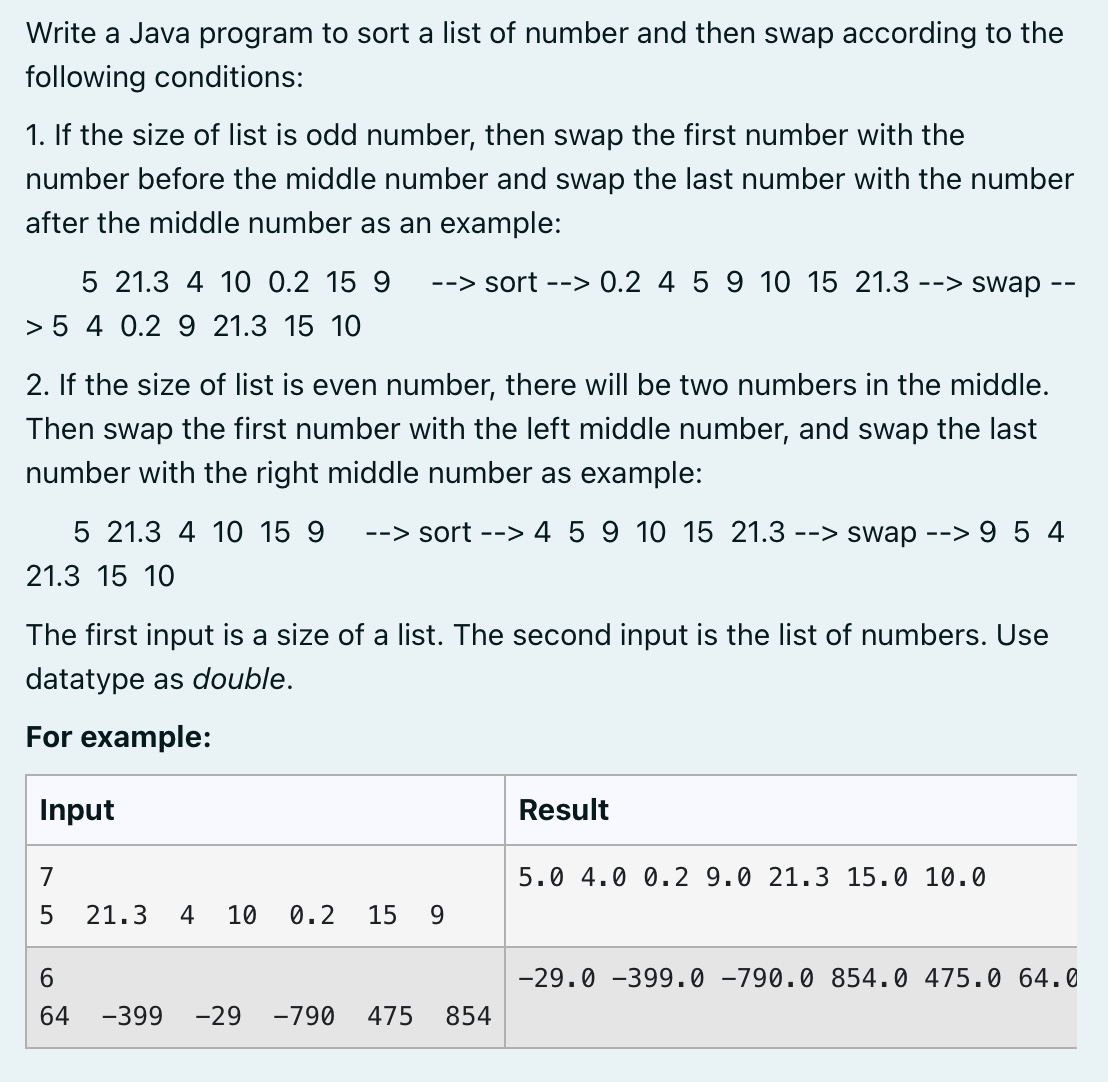 Write a Java program to sort a list of number and then swap according to the
following conditions:
1. If the size of list is odd number, then swap the first number with the
number before the middle number and swap the last number with the number
after the middle number as an example:
5 21.3 4 10 0.2 15 9 --> sort --> 0.2 4 5 9 10 15 21.3 --> swap --
> 5 4 0.2 9 21.3 15 10
2. If the size of list is even number, there will be two numbers in the middle.
Then swap the first number with the left middle number, and swap the last
number with the right middle number as example:
5 21.3 4 10 15 9 --> sort --> 4 5 9 10 15 21.3 --> swap --> 9 5 4
21.3 15 10
The first input is a size of a list. The second input is the list of numbers. Use
datatype as double.
For example:
Input Result
7 5.0 4.0 0.2 9.0 21.3 15.0 10.0
5 21.3 4 10 0.2 15 9
6 -29.0 -399.0 -790.0 854.0 475.0 64.0
64 -399 -29 -790 475 854